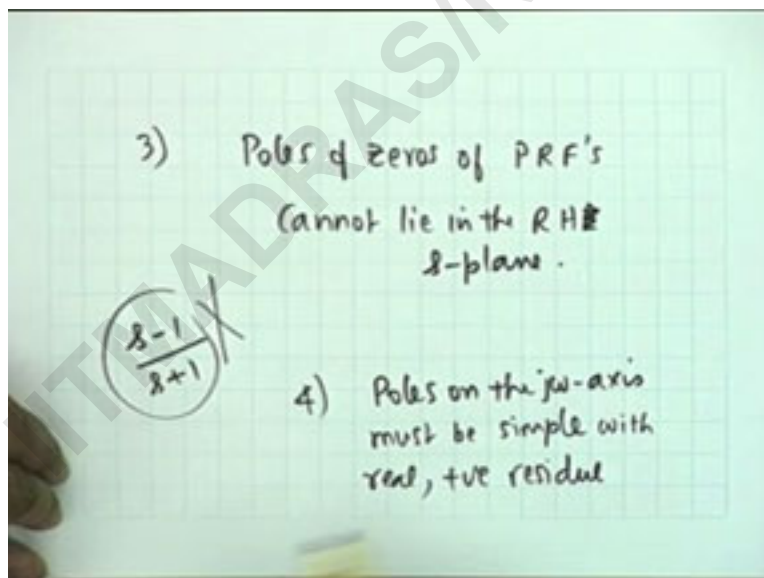 3) Poles & zeros of PRF's
Cannot lie in the RH
s-plane.
s-1
s+1
4) Poles on the jw-axis
must be simple with
real, +ve residue